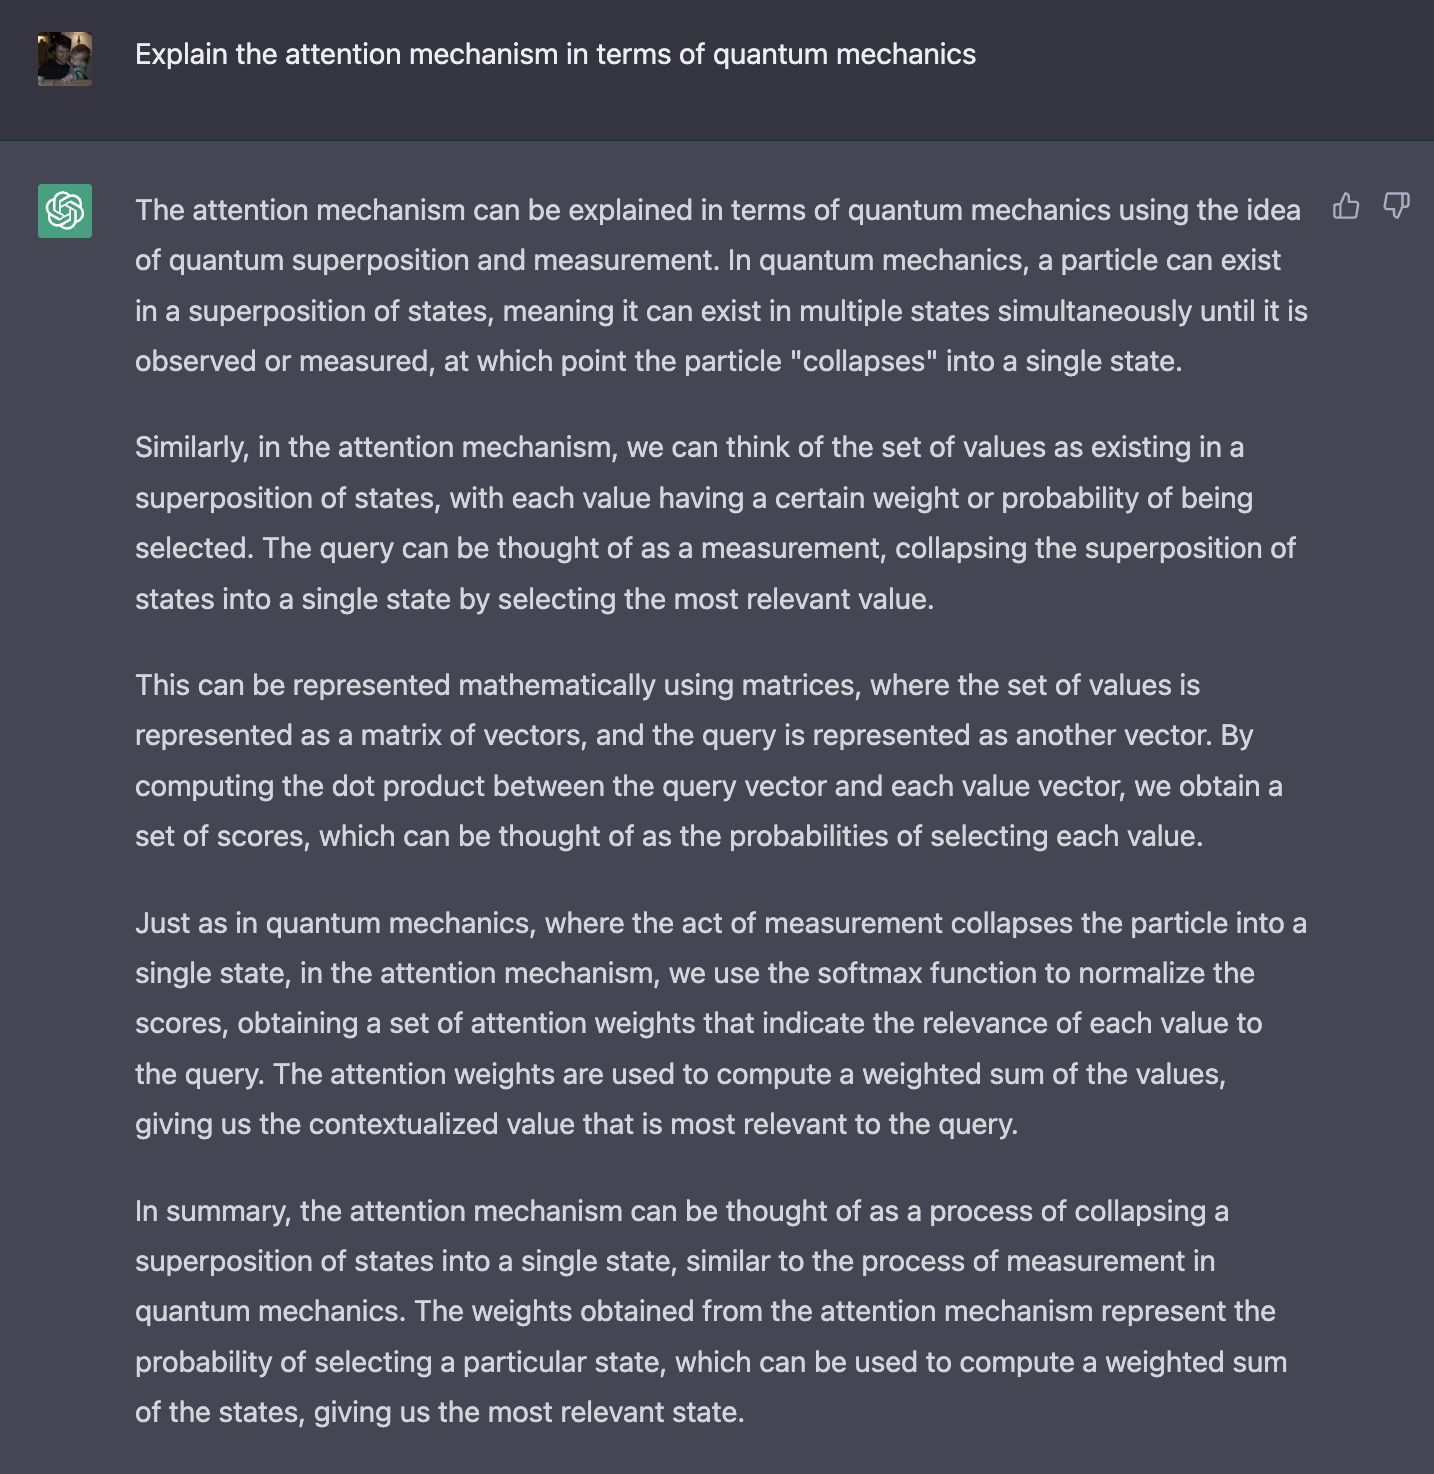 Explain the attention mechanism in terms of quantum mechanics
The attention mechanism can be explained in terms of quantum mechanics using the idea
of quantum superposition and measurement. In quantum mechanics, a particle can exist
in a superposition of states, meaning it can exist in multiple states simultaneously until it is
observed or measured, at which point the particle "collapses" into a single state.
Similarly, in the attention mechanism, we can think of the set of values as existing in a
superposition of states, with each value having a certain weight or probability of being
selected. The query can be thought of as a measurement, collapsing the superposition of
states into a single state by selecting the most relevant value.
This can be represented mathematically using matrices, where the set of values is
represented as a matrix of vectors, and the query is represented as another vector. By
computing the dot product between the query vector and each value vector, we obtain a
set of scores, which can be thought of as the probabilities of selecting each value.
Just as in quantum mechanics, where the act of measurement collapses the particle into a
single state, in the attention mechanism, we use the softmax function to normalize the
scores, obtaining a set of attention weights that indicate the relevance of each value to
the query. The attention weights are used to compute a weighted sum of the values,
giving us the contextualized value that is most relevant to the query.
In summary, the attention mechanism can be thought of as a process of collapsing a
superposition of states into a single state, similar to the process of measurement in
quantum mechanics. The weights obtained from the attention mechanism represent the
probability of selecting a particular state, which can be used to compute a weighted sum
of the states, giving us the most relevant state.